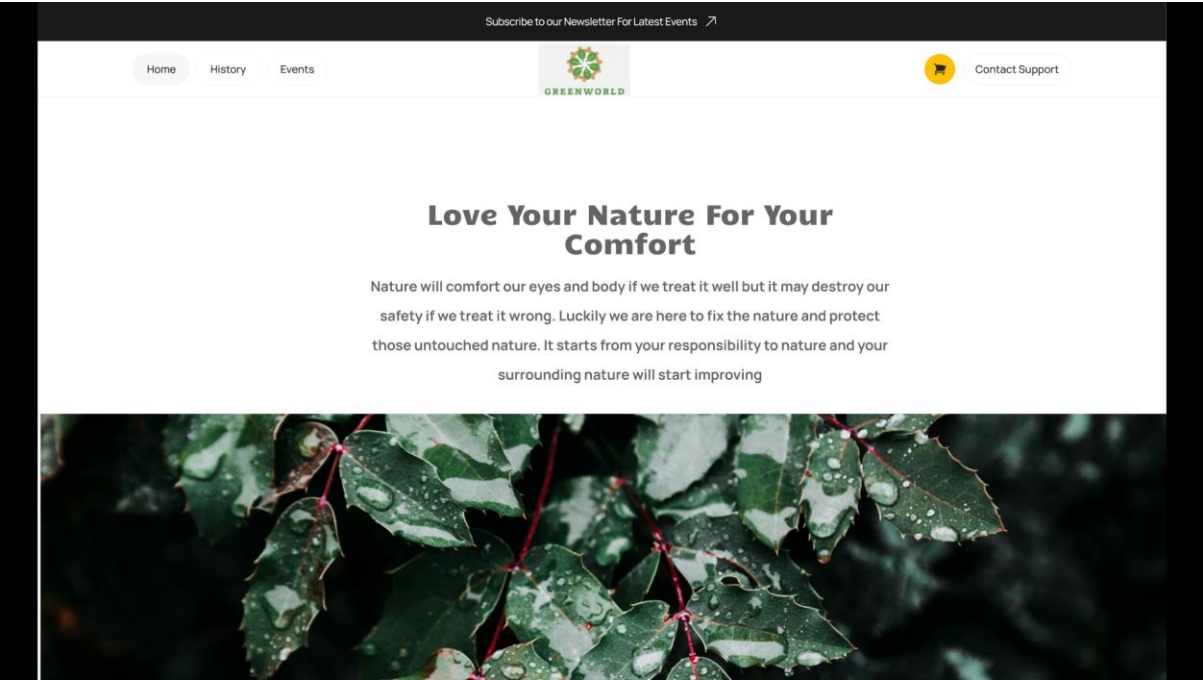 Subscribe to our Newsletter For Latest Events
Home
History
Events
GREENWORLD
Contact Support
Love Your Nature For Your
Comfort
Nature will comfort our eyes and body if we treat it well but it may destroy our
safety if we treat it wrong. Luckily we are here to fix the nature and protect
those untouched nature. It starts from your responsibility to nature and your
surrounding nature will start improving